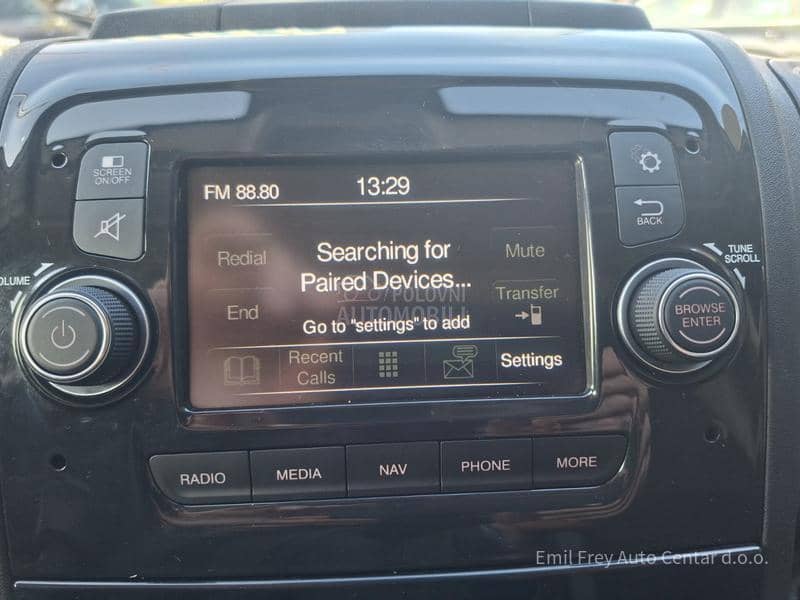 SCREEN
ON/OFF
VOLUME
FM 88.80
13:29
Redial
Searching for
Paired Devices...
Mute
End
Transfer
POLOVNI
AUTOMOBILI
Go to "settings" to add
Recent
Calls
Settings
BACK
TUNE
SCROLL
BROWSE
ENTER
RADIO
MEDIA
NAV
PHONE
MORE
Emil Frey Auto Centar d.o.o.